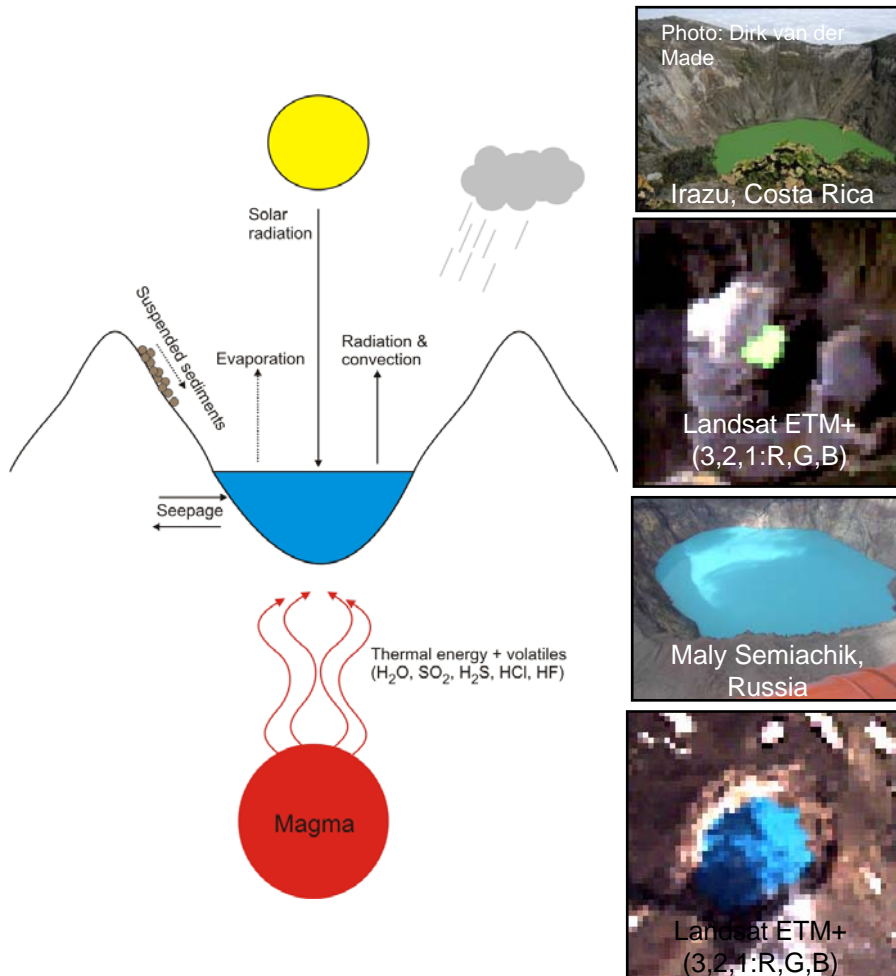 Solar
radiation
Suspended sediments
Evaporation
Radiation &
convection
Seepage
Thermal energy + volatiles
(H₂O, SO₂, H₂S, HCl, HF)
Magma
Photo: Dirk van der
Made
Irazu, Costa Rica
Landsat ETM+
(3,2,1:R,G,B)
Maly Semiachik,
Russia
Landsat ETM+
(3,2,1:R,G,B)